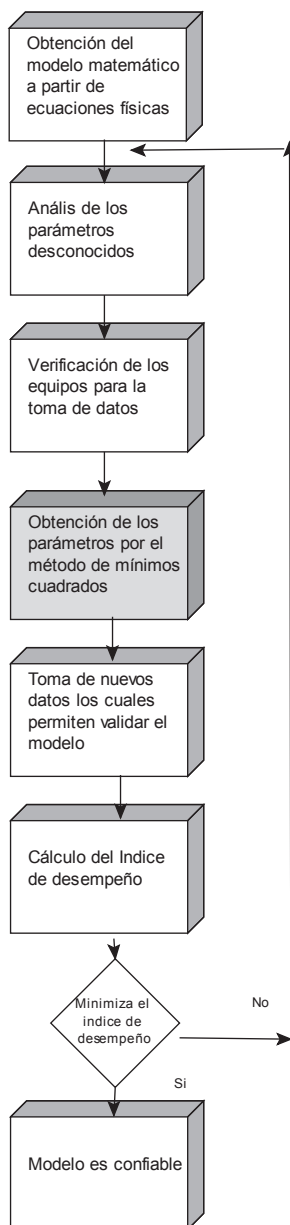 Obtención del
modelo matemático
a partir de
ecuaciones físicas
Anális de los
parámetros
desconocidos
Verificación de los
equipos para la
toma de datos
Obtención de los
parámetros por el
método de mínimos
cuadrados
Toma de nuevos
datos los cuales
permiten validar el
modelo
Cálculo del Indice
de desempeño
Minimiza el
indice de
desempeño
No
Si
Modelo es confiable